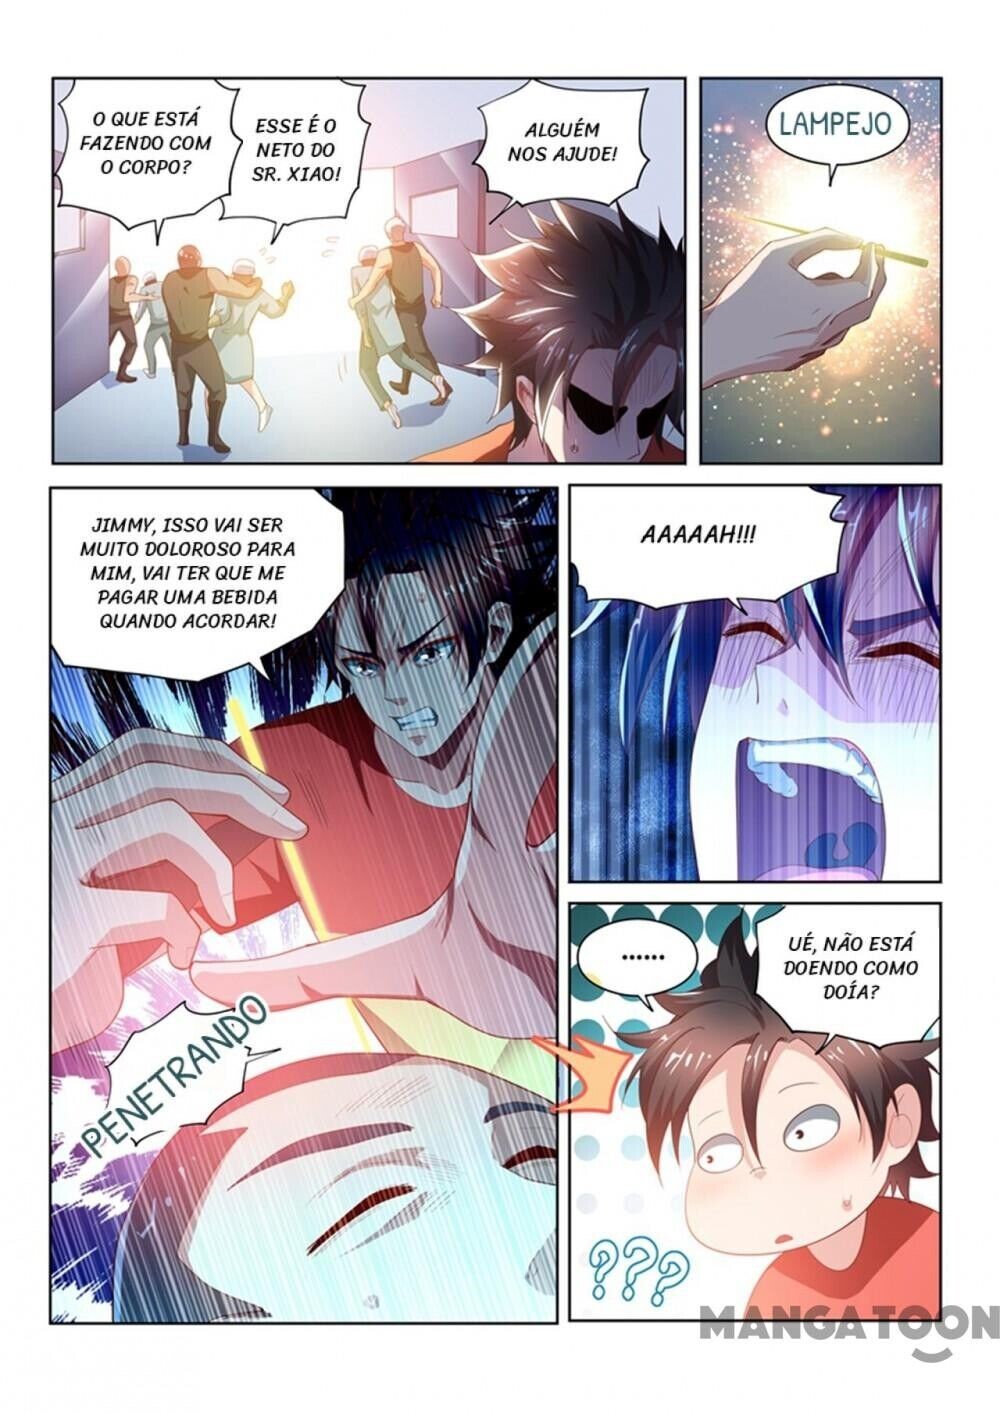 O QUE ESTÁ
FAZENDO COM
O CORPO?
ESSE É O
NETO DO
SR. XIAO!
ALGUÉM
NOS AJUDE!
LAMPEJO
JIMMY, ISSO VAI SER
MUITO DOLOROSO PARA
MIM, VAI TER QUE ME
PAGAR UMA BEBIDA
QUANDO ACORDAR!
PENETRANDO
AAAAAH!!!
......
UÉ, NÃO ESTÁ
DOENDO COMO
DOÍA?
???
MANGATOON